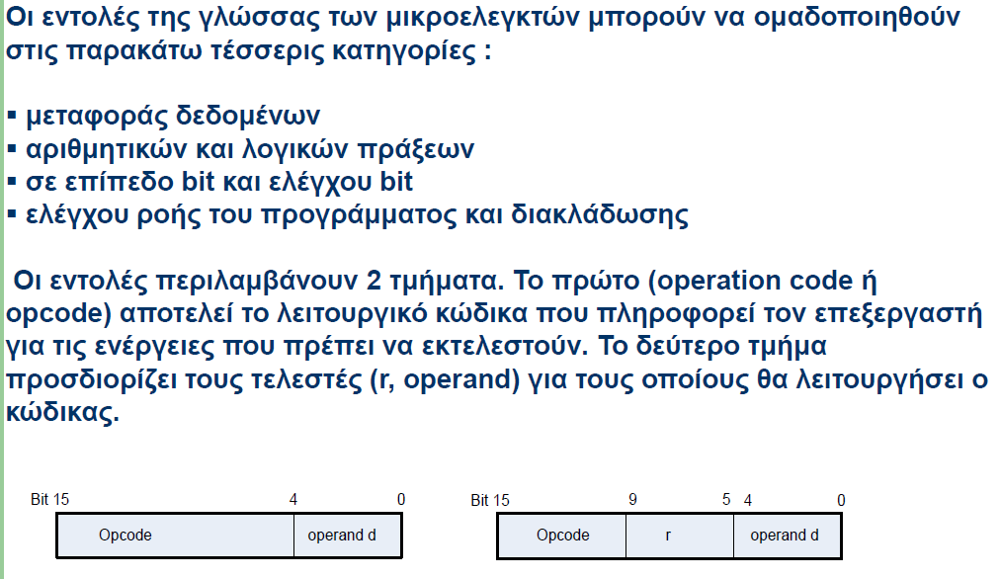 Οι εντολές της γλώσσας των μικροελεγκτών μπορούν να ομαδοποιηθούν
στις παρακάτω τέσσερις κατηγορίες :
▪ μεταφοράς δεδομένων
▪ αριθμητικών και λογικών πράξεων
▪ σε επίπεδο bit και ελέγχου bit
▪ ελέγχου ροής του προγράμματος και διακλάδωσης
Οι εντολές περιλαμβάνουν 2 τμήματα. Το πρώτο (operation code ή
opcode) αποτελεί το λειτουργικό κώδικα που πληροφορεί τον επεξεργαστή
για τις ενέργειες που πρέπει να εκτελεστούν. Το δεύτερο τμήμα
προσδιορίζει τους τελεστές (r, operand) για τους οποίους θα λειτουργήσει ο
κώδικας.
Bit 15 4 0
Opcode operand d
Bit 15 9 5 4 0
Opcode r operand d